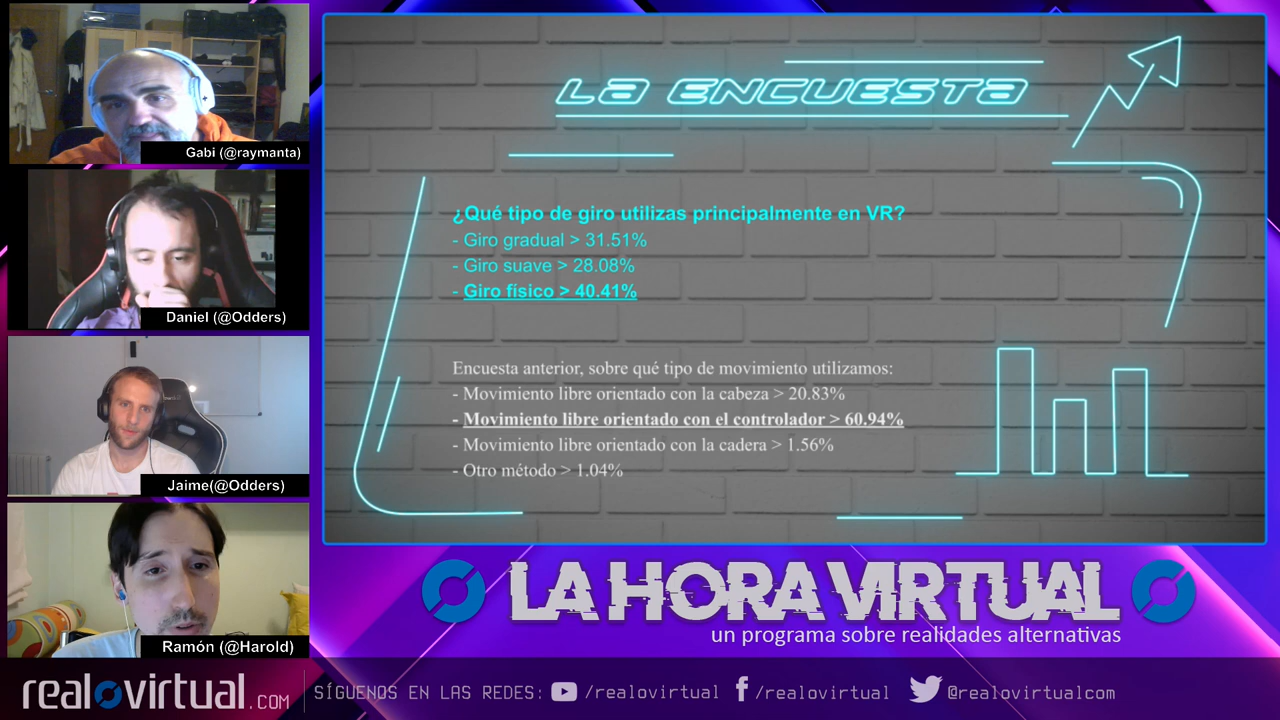 Gabi (@raymanta)
Daniel (@Odders)
Jaime(@Odders)
Ramón (@Harold)
La ENCUESTa
¿Qué tipo de giro utilizas principalmente en VR?
- Giro gradual > 31.51%
- Giro suave > 28.08%
- Giro físico > 40.41%
Encuesta anterior, sobre qué tipo de movimiento utilizamos:
- Movimiento libre orientado con la cabeza > 20.83%
- Movimiento libre orientado con el controlador > 60.94%
- Movimiento libre orientado con la cadera > 1.56%
- Otro método > 1.04%
LA HORA VIRTUAL
un programa sobre realidades alternativas
realovirtual.com
SÍGUENOS EN LAS REDES: /realovirtual /realovirtual @realovirtualcom